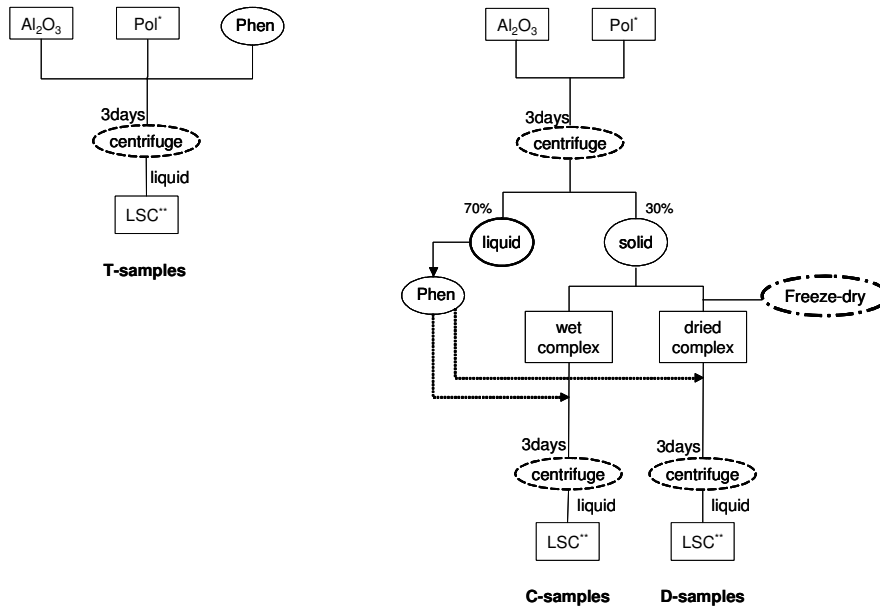 Al₂O₃
Pol*
Phen
3days
centrifuge
liquid
LSC**
T-samples
Al₂O₃
Pol*
3days
centrifuge
70%
30%
liquid
solid
Phen
Freeze-dry
wet
complex
dried
complex
3days
3days
centrifuge
centrifuge
liquid
liquid
LSC**
LSC**
C-samples
D-samples